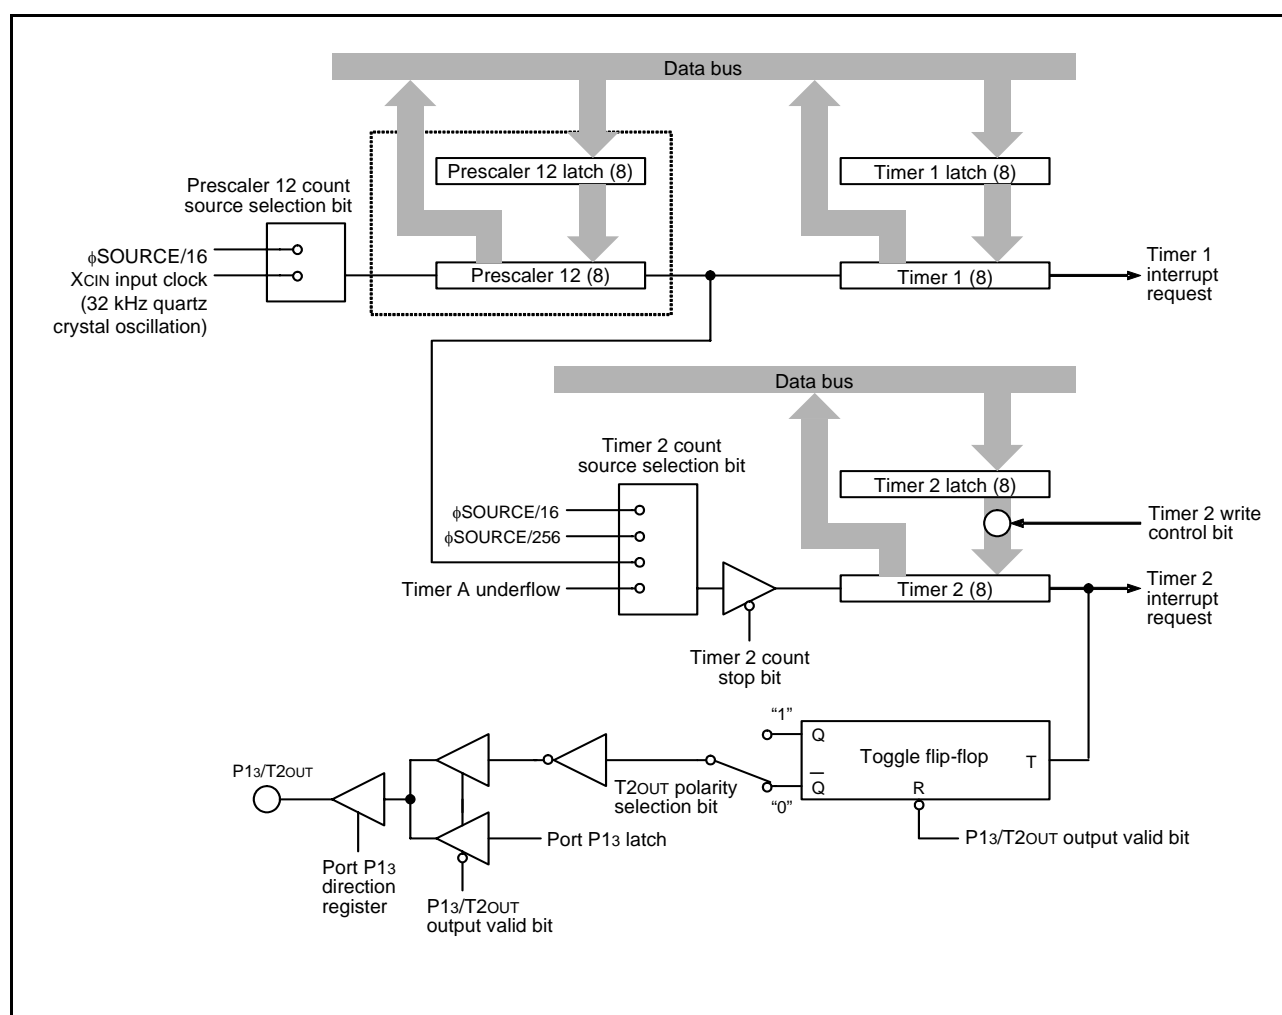 Data bus
Prescaler 12 latch (8)
Timer 1 latch (8)
Prescaler 12 count
source selection bit
φSOURCE/16
XCIN input clock
(32 kHz quartz
crystal oscillation)
Prescaler 12 (8)
Timer 1 (8)
Timer 1
interrupt
request
Data bus
Timer 2 count
source selection bit
Timer 2 latch (8)
φSOURCE/16
φSOURCE/256
Timer 2 write
control bit
Timer A underflow
Timer 2 (8)
Timer 2
interrupt
request
Timer 2 count
stop bit
“1”
Q
Toggle flip-flop
T
Q̅
R
“0”
P13/T2OUT
T2OUT polarity
selection bit
Port P13 latch
P13/T2OUT output valid bit
Port P13
direction
register
P13/T2OUT
output valid bit